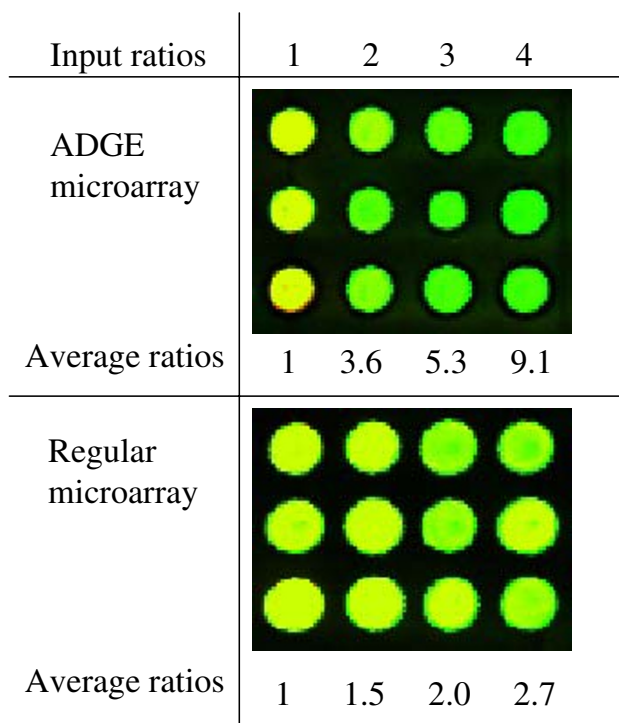 Input ratios 1 2 3 4
ADGE
microarray
Average ratios 1 3.6 5.3 9.1
Regular
microarray
Average ratios 1 1.5 2.0 2.7